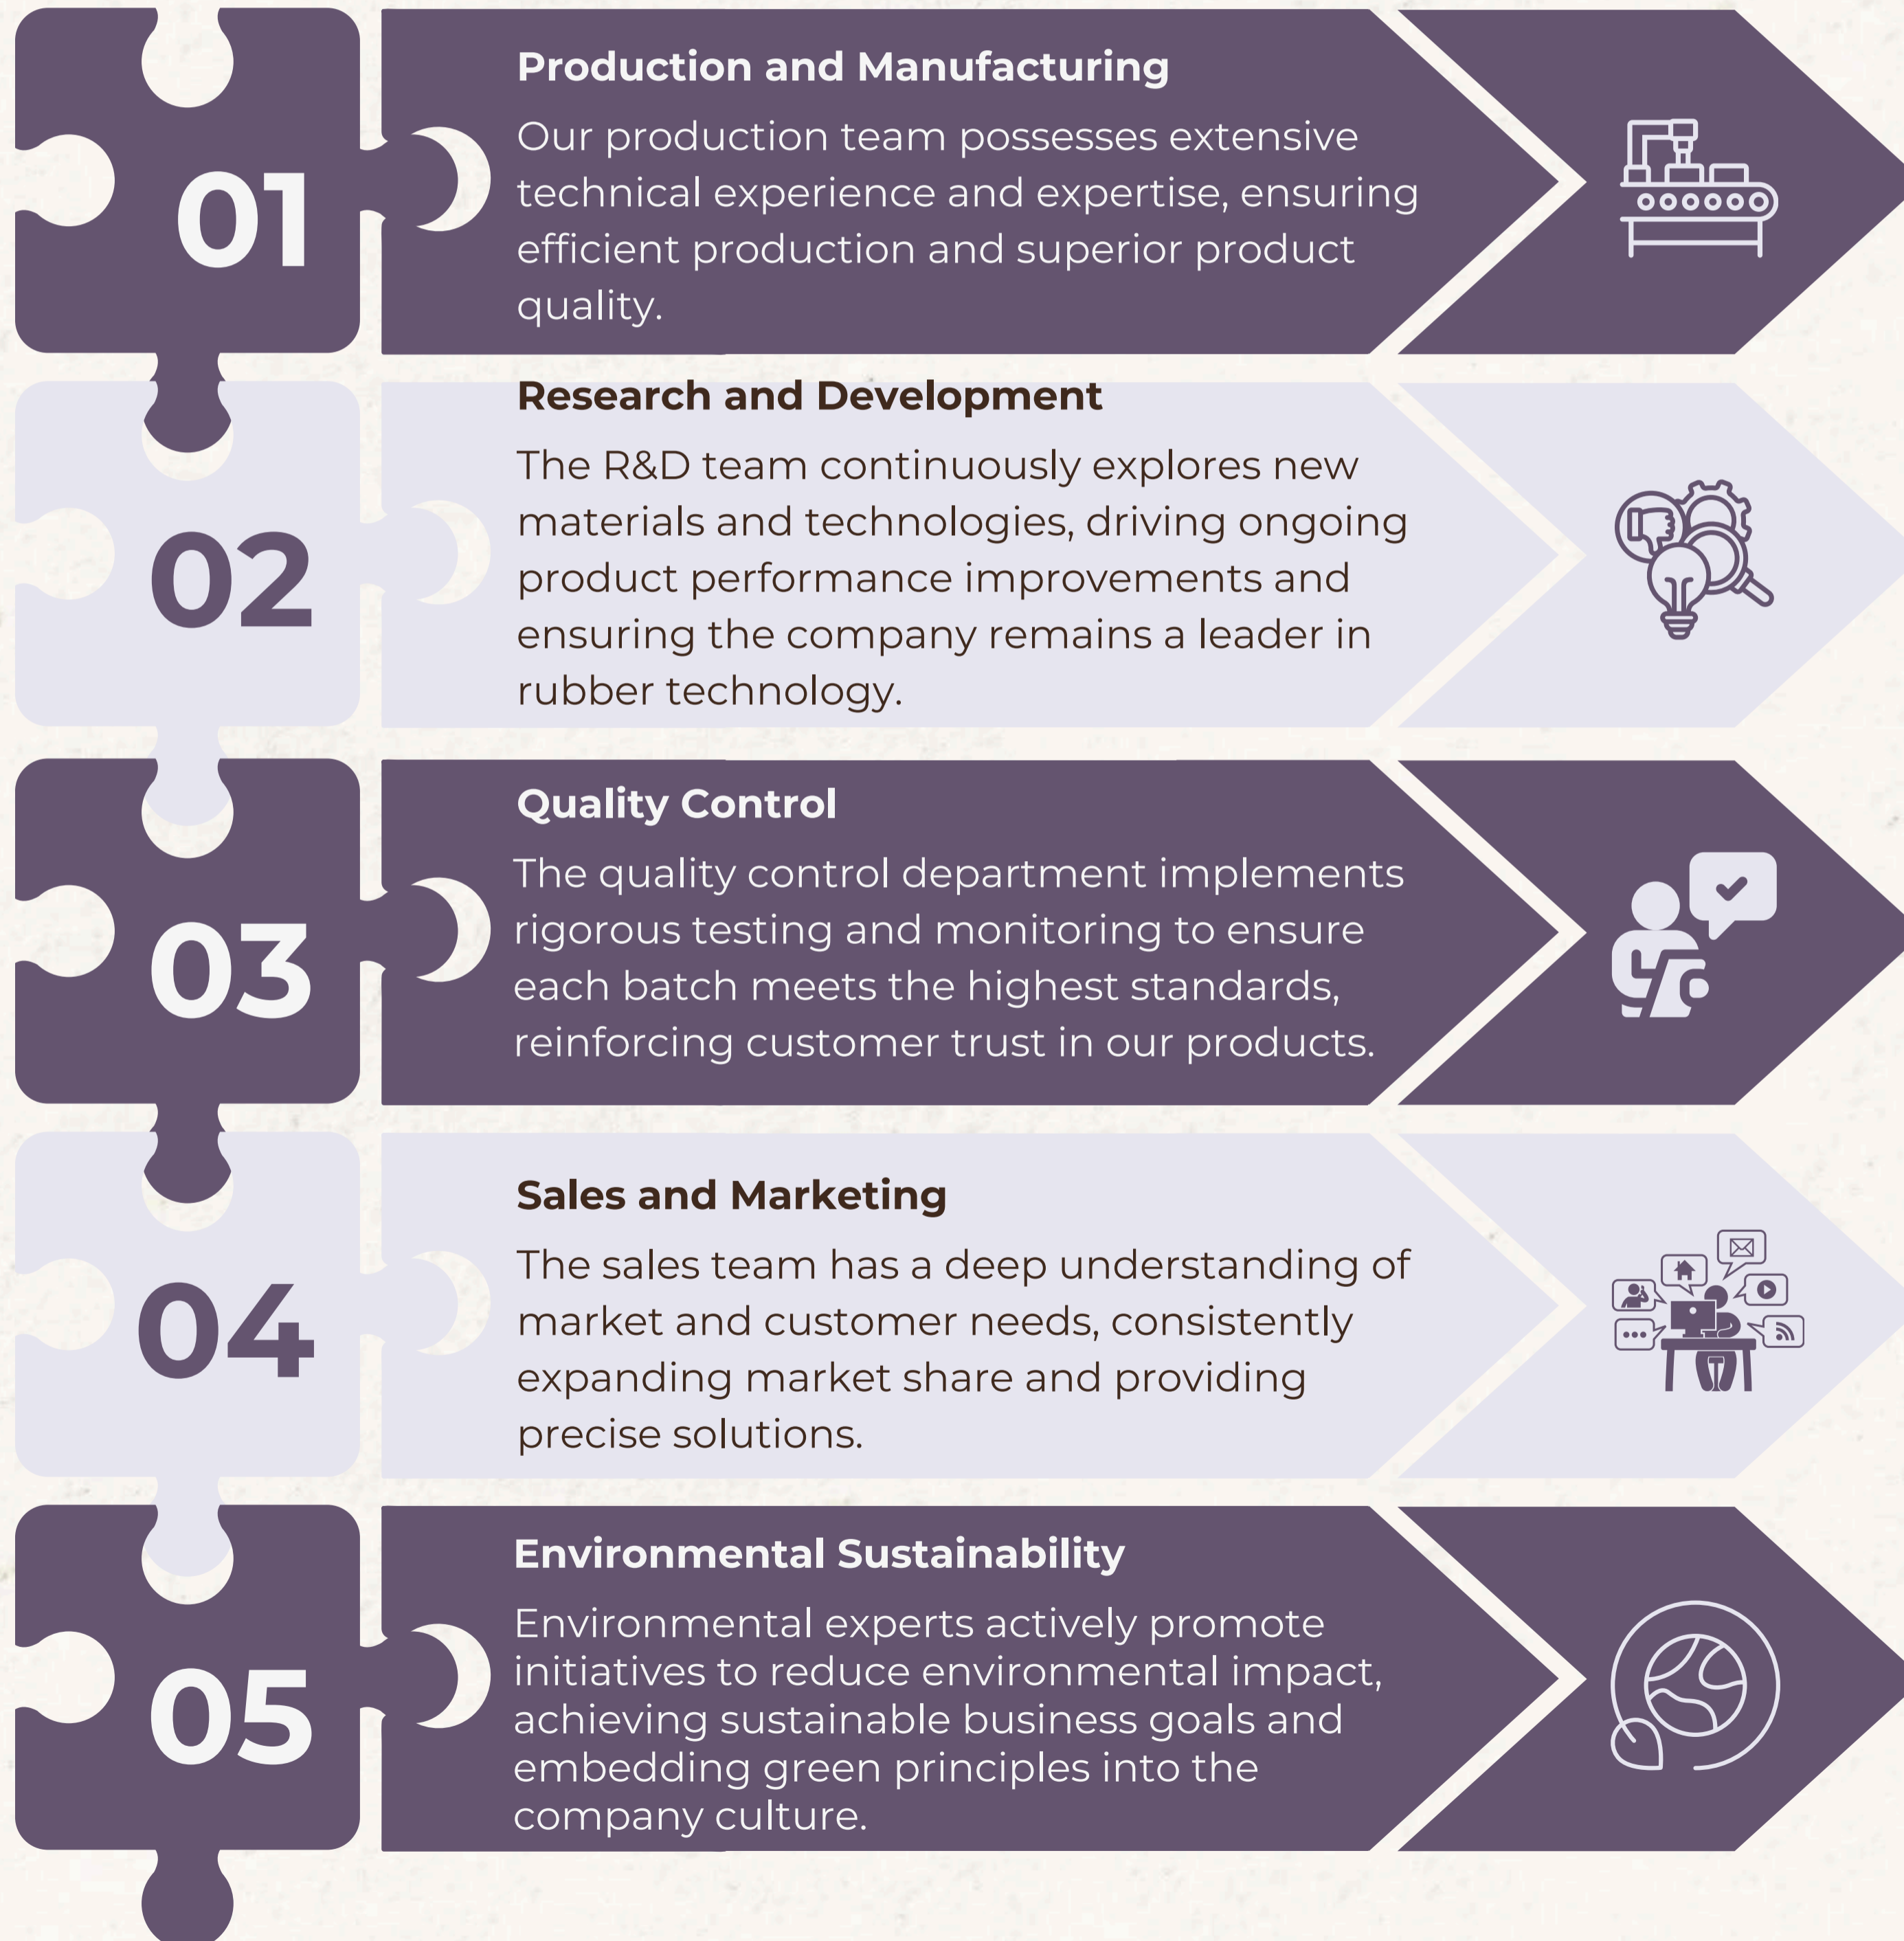 01
Production and Manufacturing
Our production team possesses extensive
technical experience and expertise, ensuring
efficient production and superior product
quality.
02
Research and Development
The R&D team continuously explores new
materials and technologies, driving ongoing
product performance improvements and
ensuring the company remains a leader in
rubber technology.
03
Quality Control
The quality control department implements
rigorous testing and monitoring to ensure
each batch meets the highest standards,
reinforcing customer trust in our products.
04
Sales and Marketing
The sales team has a deep understanding of
market and customer needs, consistently
expanding market share and providing
precise solutions.
05
Environmental Sustainability
Environmental experts actively promote
initiatives to reduce environmental impact,
achieving sustainable business goals and
embedding green principles into the
company culture.